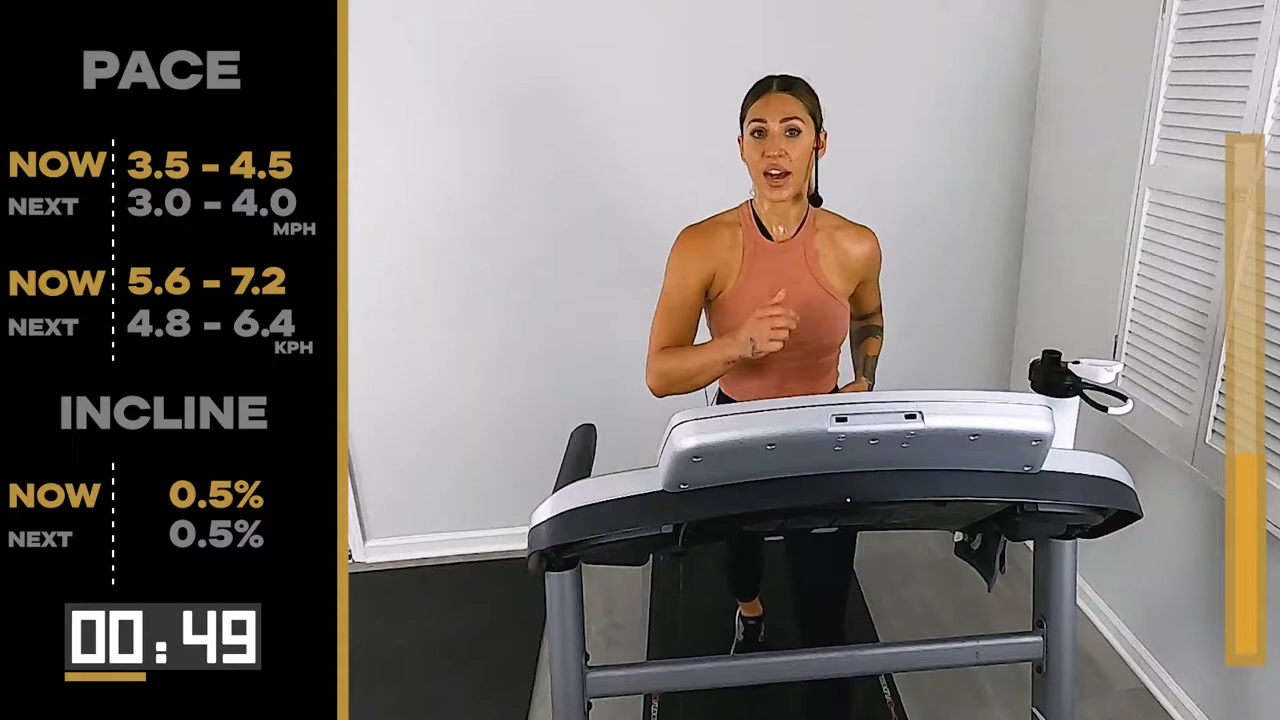 PACE
NOW 3.5 - 4.5
NEXT 3.0 - 4.0
MPH
NOW 5.6 - 7.2
NEXT 4.8 - 6.4
KPH
INCLINE
NOW 0.5%
NEXT 0.5%
00:49